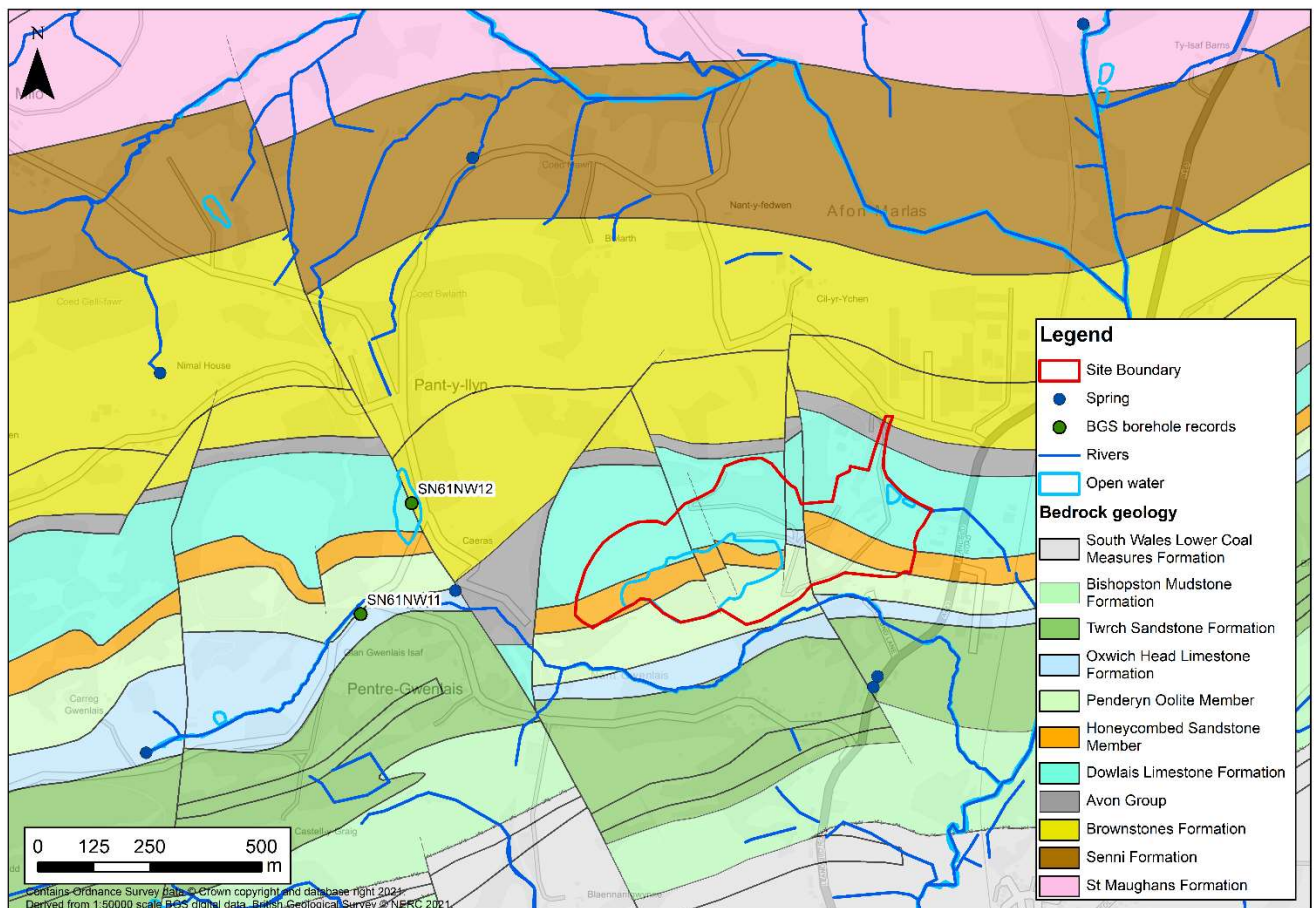 N
Milo
Ty-Isaf Barns
Coed Mawr
Nant-y-fedwen
Afon Marlas
Bwlarth
Coed Gelli-fawr
Coed Bwlarth
Cil-yr-Ychen
Nimal House
Pant-y-llyn
SN61NW12
Caeras
SN61NW11
Glan Gwenlais Isaf
Carreg
Gwenlais
Pentre-Gwenlais
Castell-y-Graig
Legend
Site Boundary
Spring
BGS borehole records
Rivers
Open water
Bedrock geology
South Wales Lower Coal
Measures Formation
Bishopston Mudstone
Formation
Twrch Sandstone Formation
Oxwich Head Limestone
Formation
Penderyn Oolite Member
Honeycombed Sandstone
Member
Dowlais Limestone Formation
Avon Group
Brownstones Formation
Senni Formation
St Maughans Formation
0 125 250 500
m
Contains Ordnance Survey data © Crown copyright and database right 2021
Derived from 1:50000 scale BGS digital data, British Geological Survey © NERC 2021